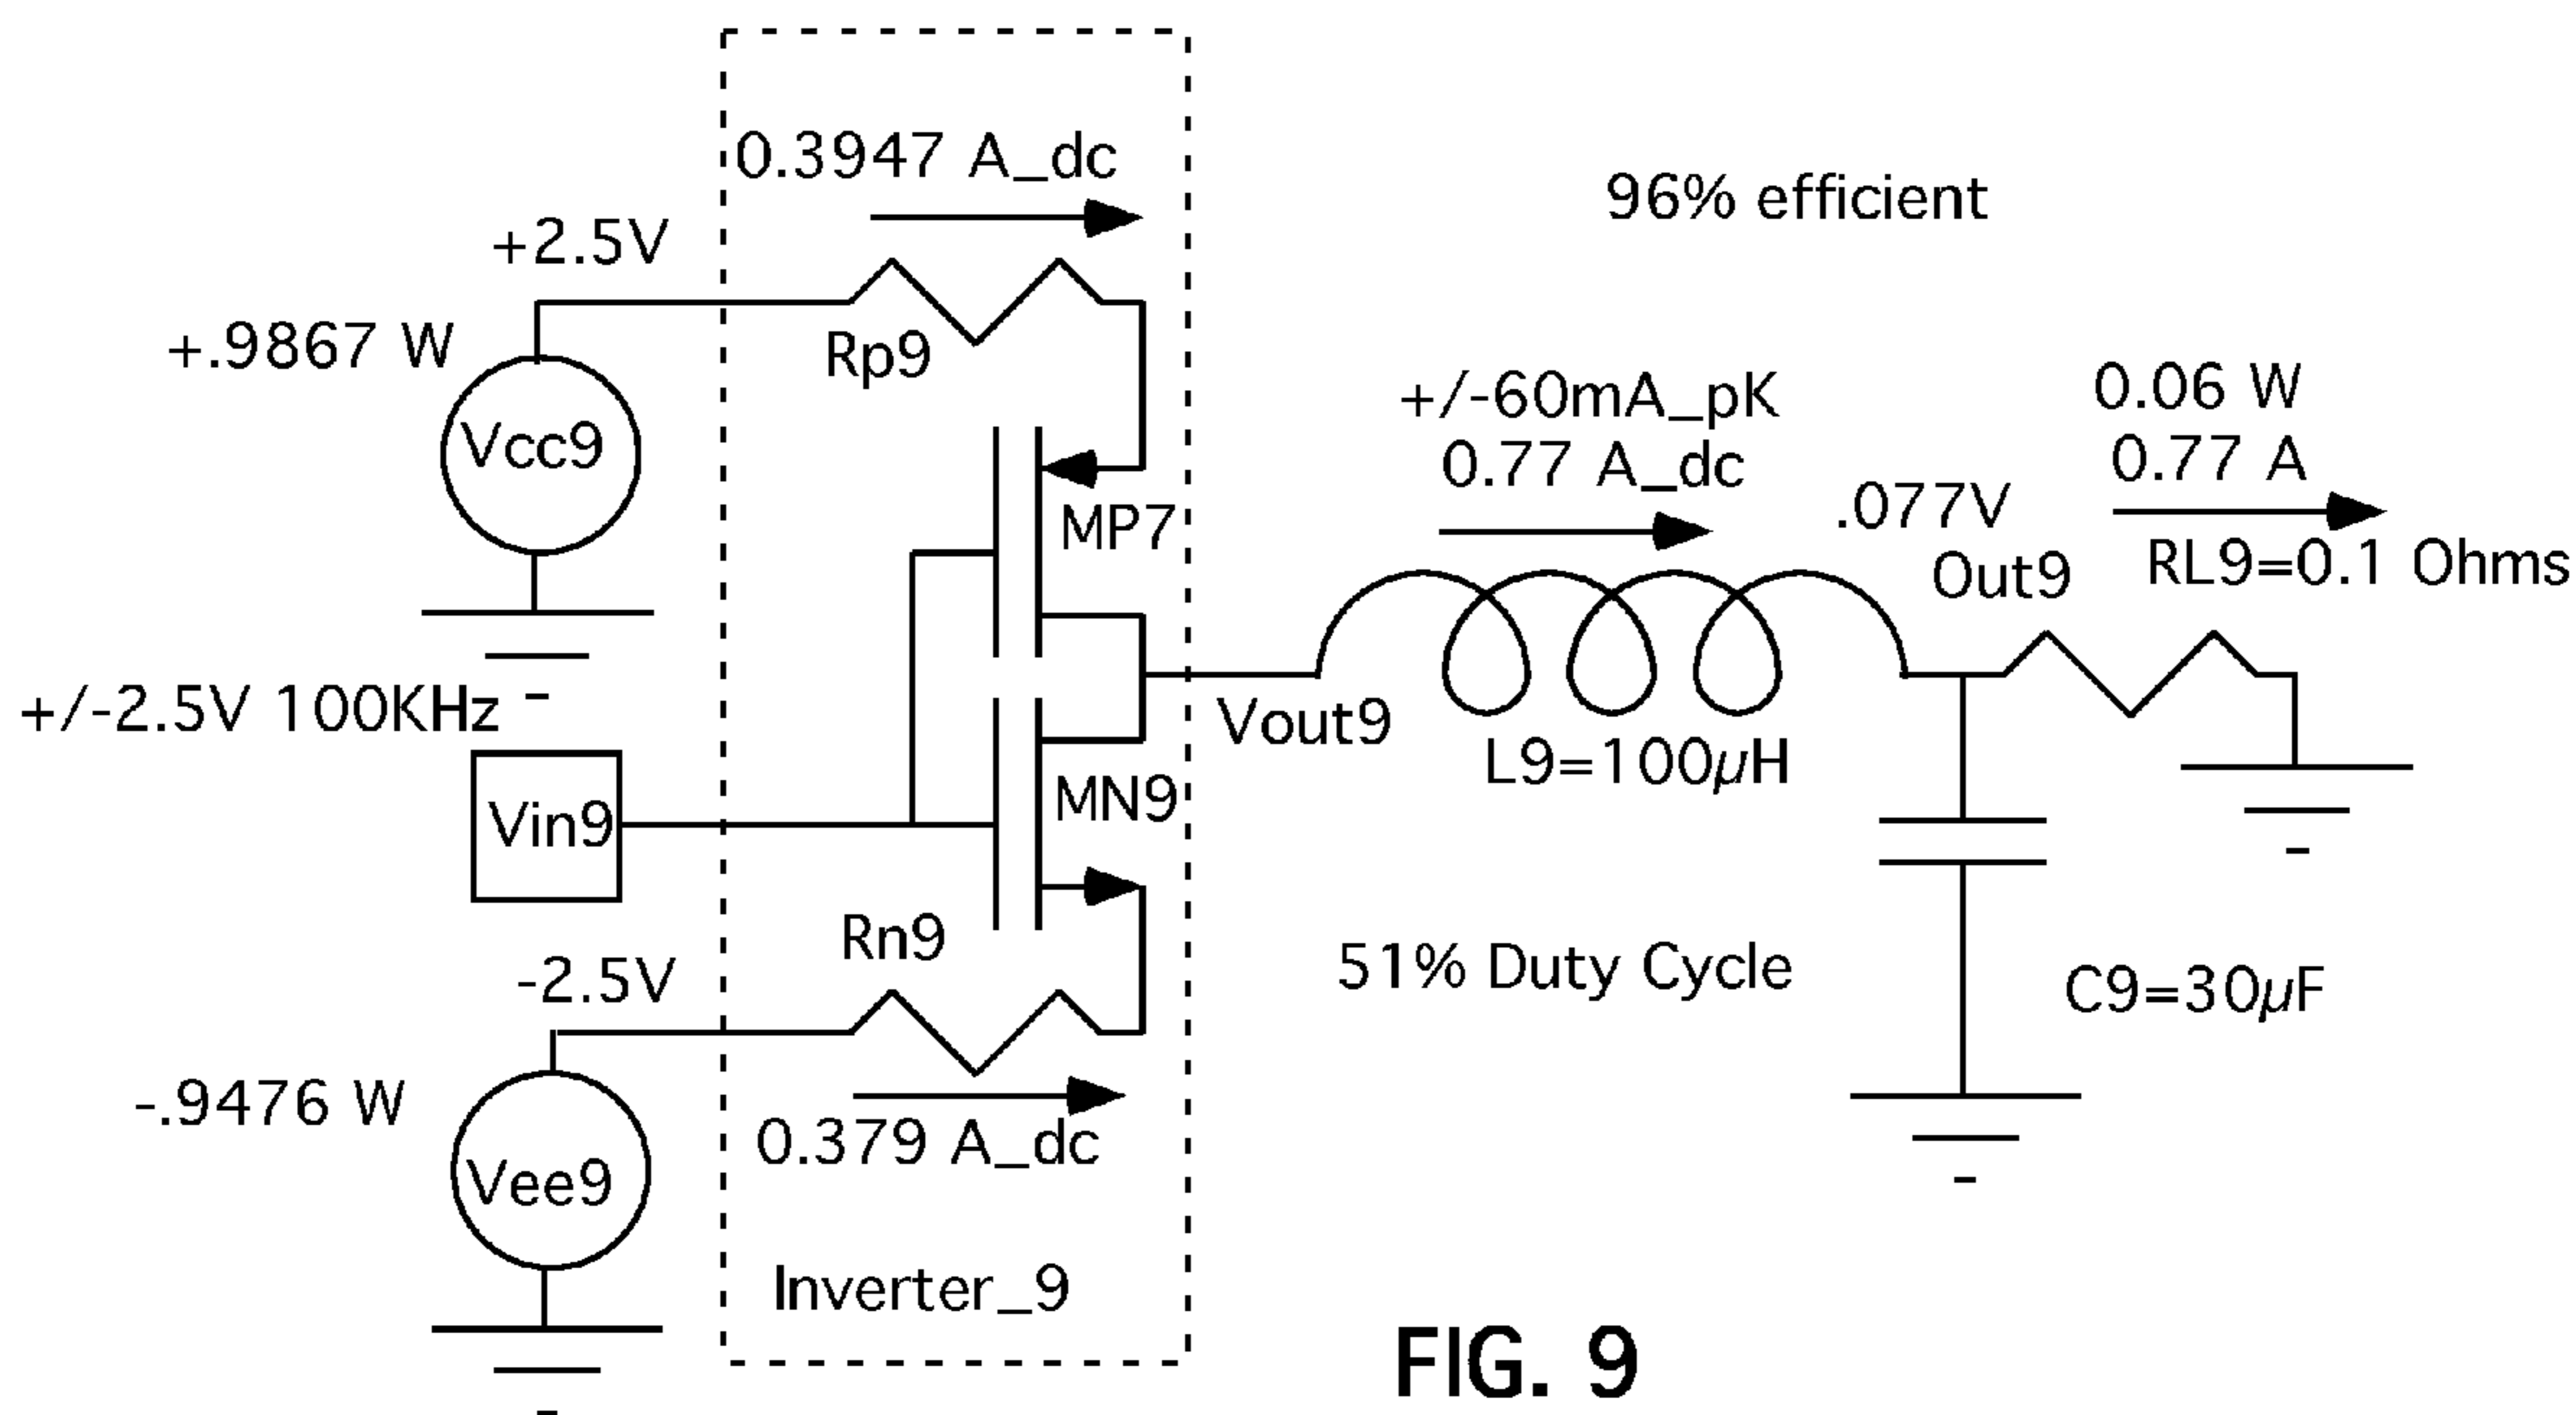 0.3947 A_dc
96% efficient
+2.5V
+.9867 W
Vcc9
Rp9
+/-60mA_pK
0.77 A_dc
0.06 W
0.77 A
MP7
.077V
Out9
RL9=0.1 Ohms
+/-2.5V 100KHz
Vin9
MN9
Vout9
L9=100µH
Rn9
-2.5V
51% Duty Cycle
C9=30µF
-.9476 W
Vee9
0.379 A_dc
Inverter_9
FIG. 9